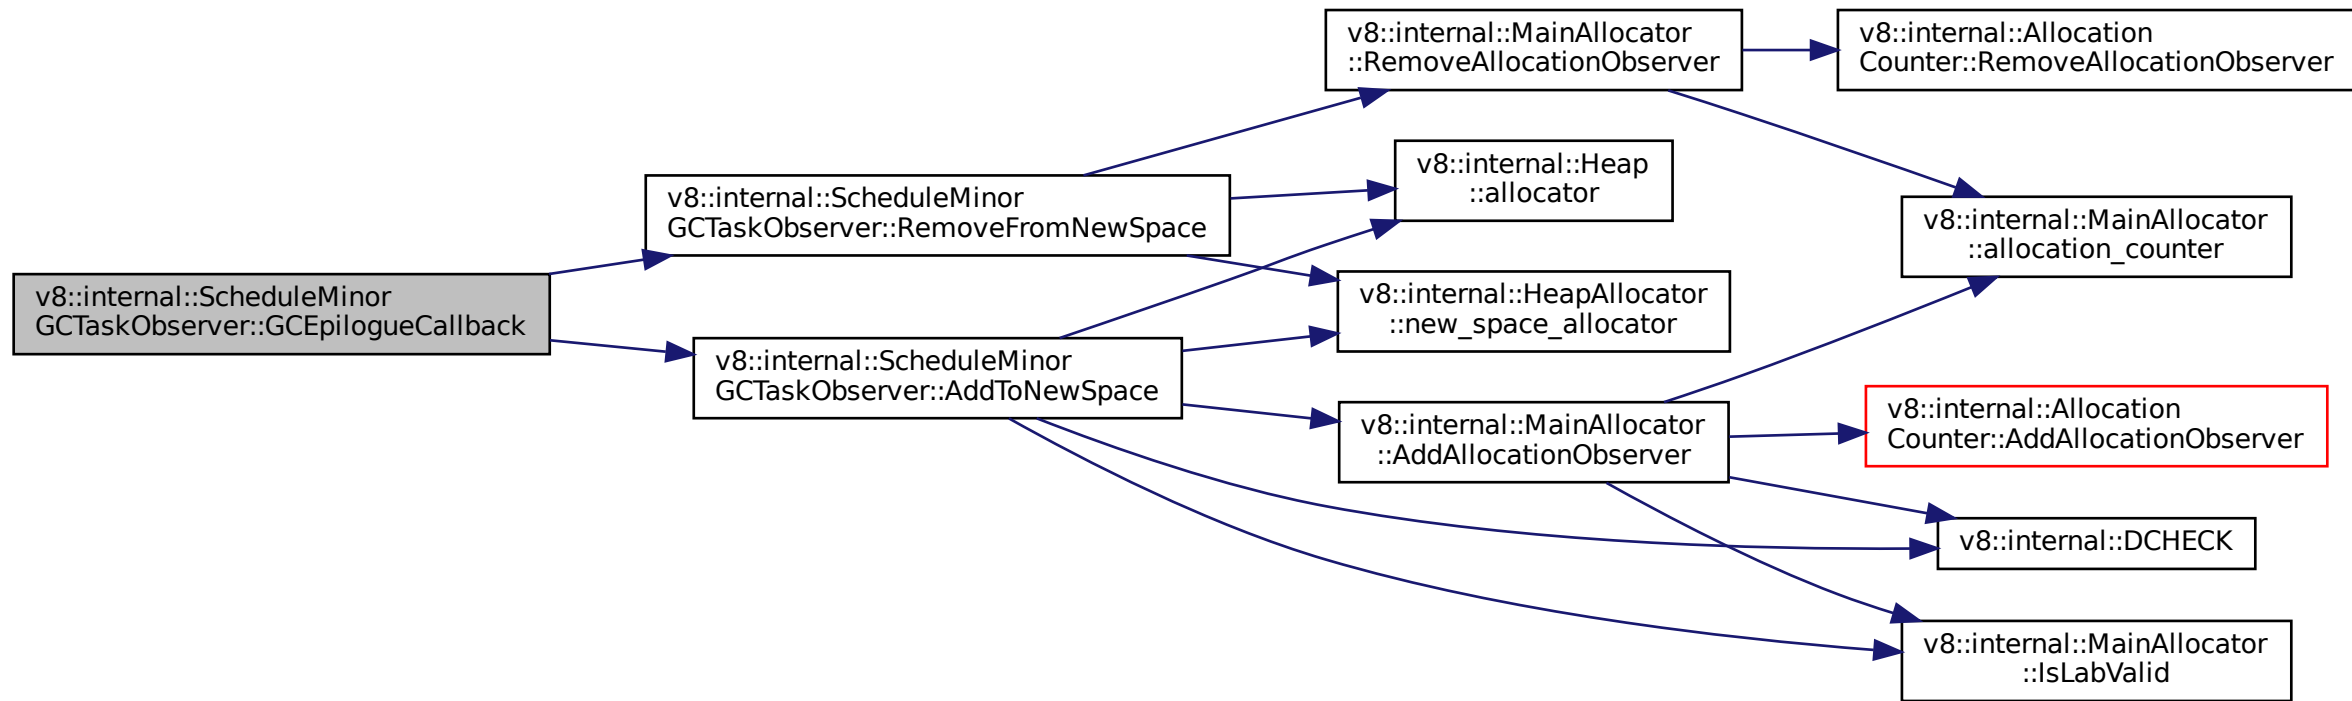 v8::internal::ScheduleMinor
GCTaskObserver::GCEpilogueCallback
v8::internal::ScheduleMinor
GCTaskObserver::RemoveFromNewSpace
v8::internal::ScheduleMinor
GCTaskObserver::AddToNewSpace
v8::internal::MainAllocator
::RemoveAllocationObserver
v8::internal::Heap
::allocator
v8::internal::HeapAllocator
::new_space_allocator
v8::internal::MainAllocator
::AddAllocationObserver
v8::internal::Allocation
Counter::RemoveAllocationObserver
v8::internal::MainAllocator
::allocation_counter
v8::internal::Allocation
Counter::AddAllocationObserver
v8::internal::DCHECK
v8::internal::MainAllocator
::IsLabValid